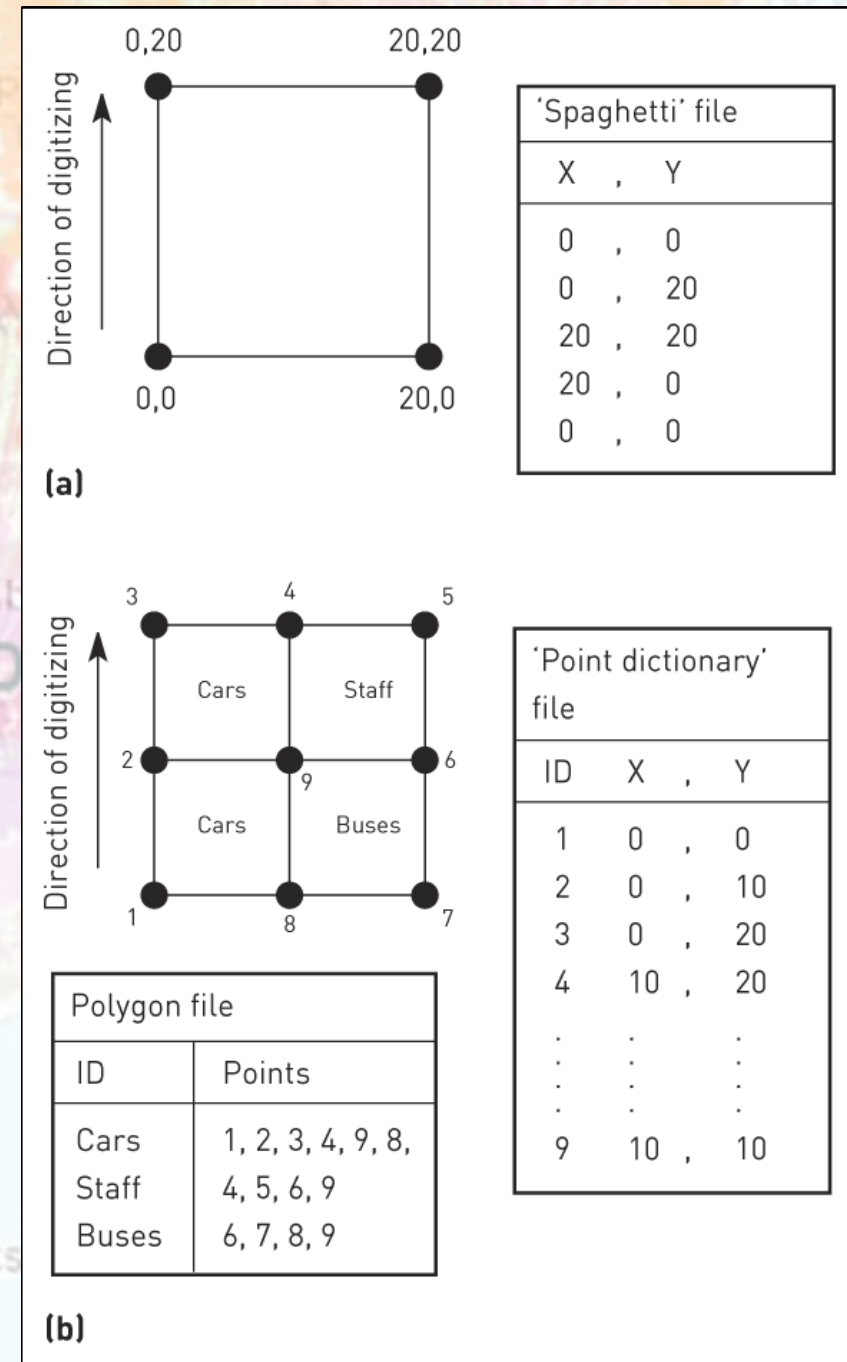 0,20 20,20
Direction of digitizing
0,0 20,0
'Spaghetti' file
X , Y
0 , 0
0 , 20
20 , 20
20 , 0
0 , 0
(a)
3 4 5
Direction of digitizing
Cars Staff
2 9 6
Cars Buses
1 8 7
'Point dictionary'
file
ID X , Y
1 0 , 0
2 0 , 10
3 0 , 20
4 10 , 20
. . .
. . .
. . .
. . .
9 10 , 10
Polygon file
ID Points
Cars 1, 2, 3, 4, 9, 8,
Staff 4, 5, 6, 9
Buses 6, 7, 8, 9
(b)